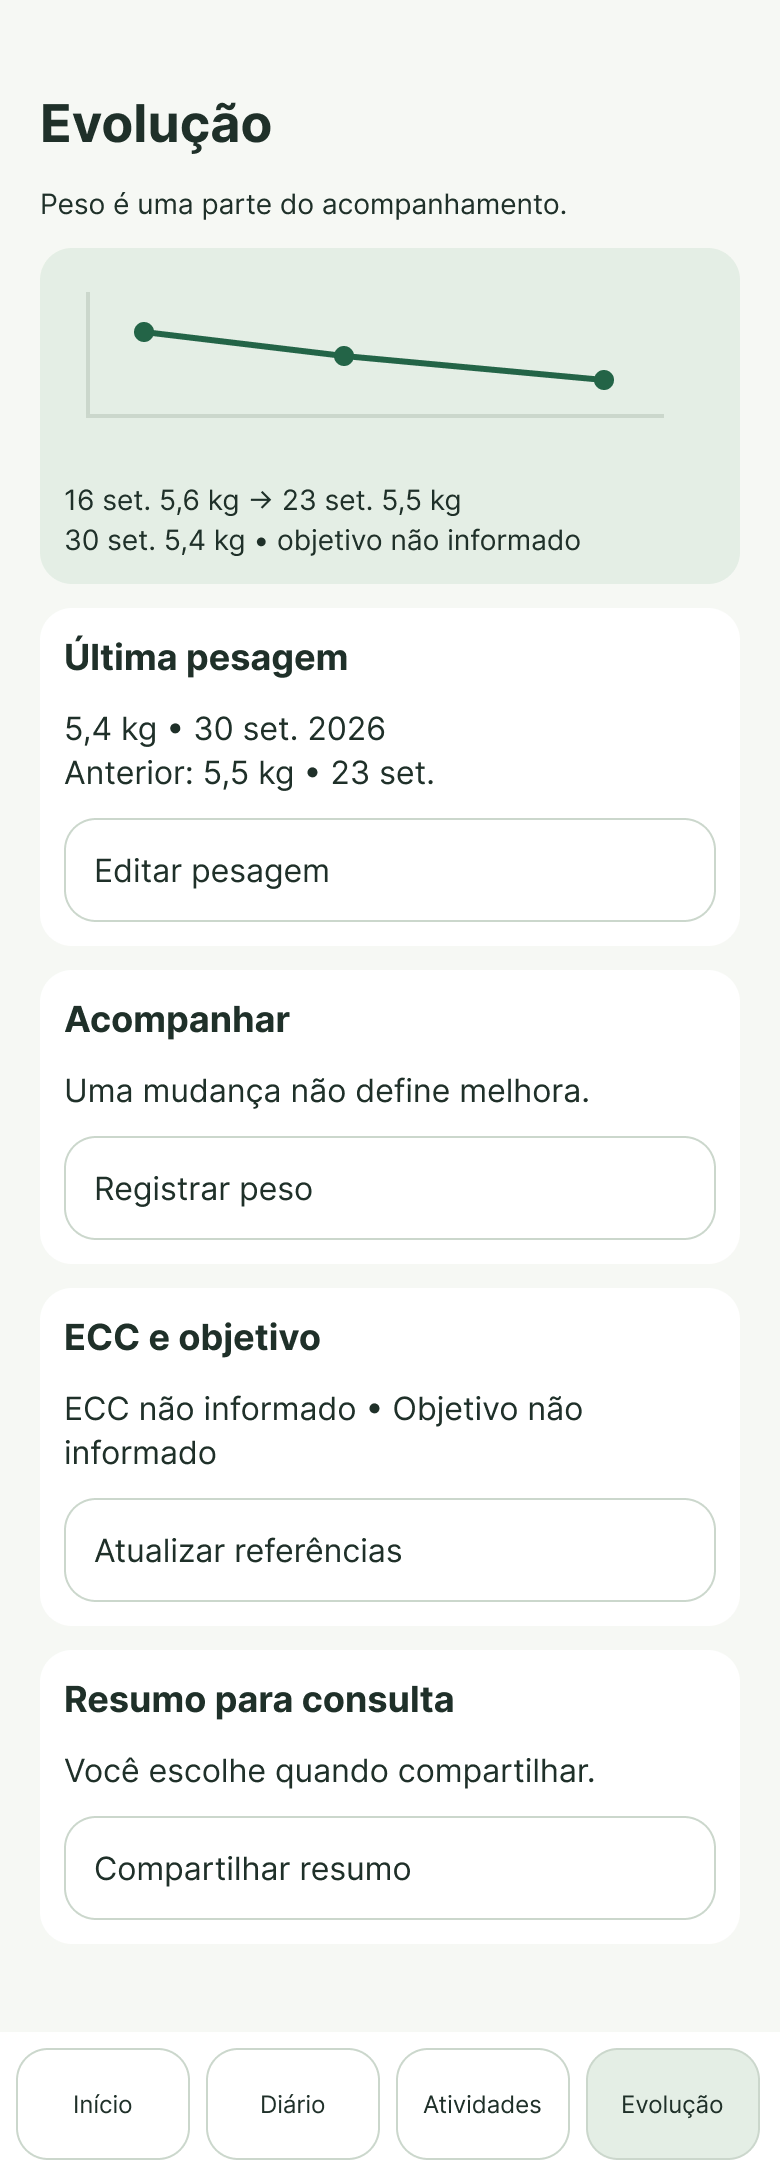 Evolução
Peso é uma parte do acompanhamento.
16 set. 5,6 kg → 23 set. 5,5 kg
30 set. 5,4 kg • objetivo não informado
Última pesagem
5,4 kg • 30 set. 2026
Anterior: 5,5 kg • 23 set.
Editar pesagem
Acompanhar
Uma mudança não define melhora.
Registrar peso
ECC e objetivo
ECC não informado • Objetivo não
informado
Atualizar referências
Resumo para consulta
Você escolhe quando compartilhar.
Compartilhar resumo
Início
Diário
Atividades
Evolução